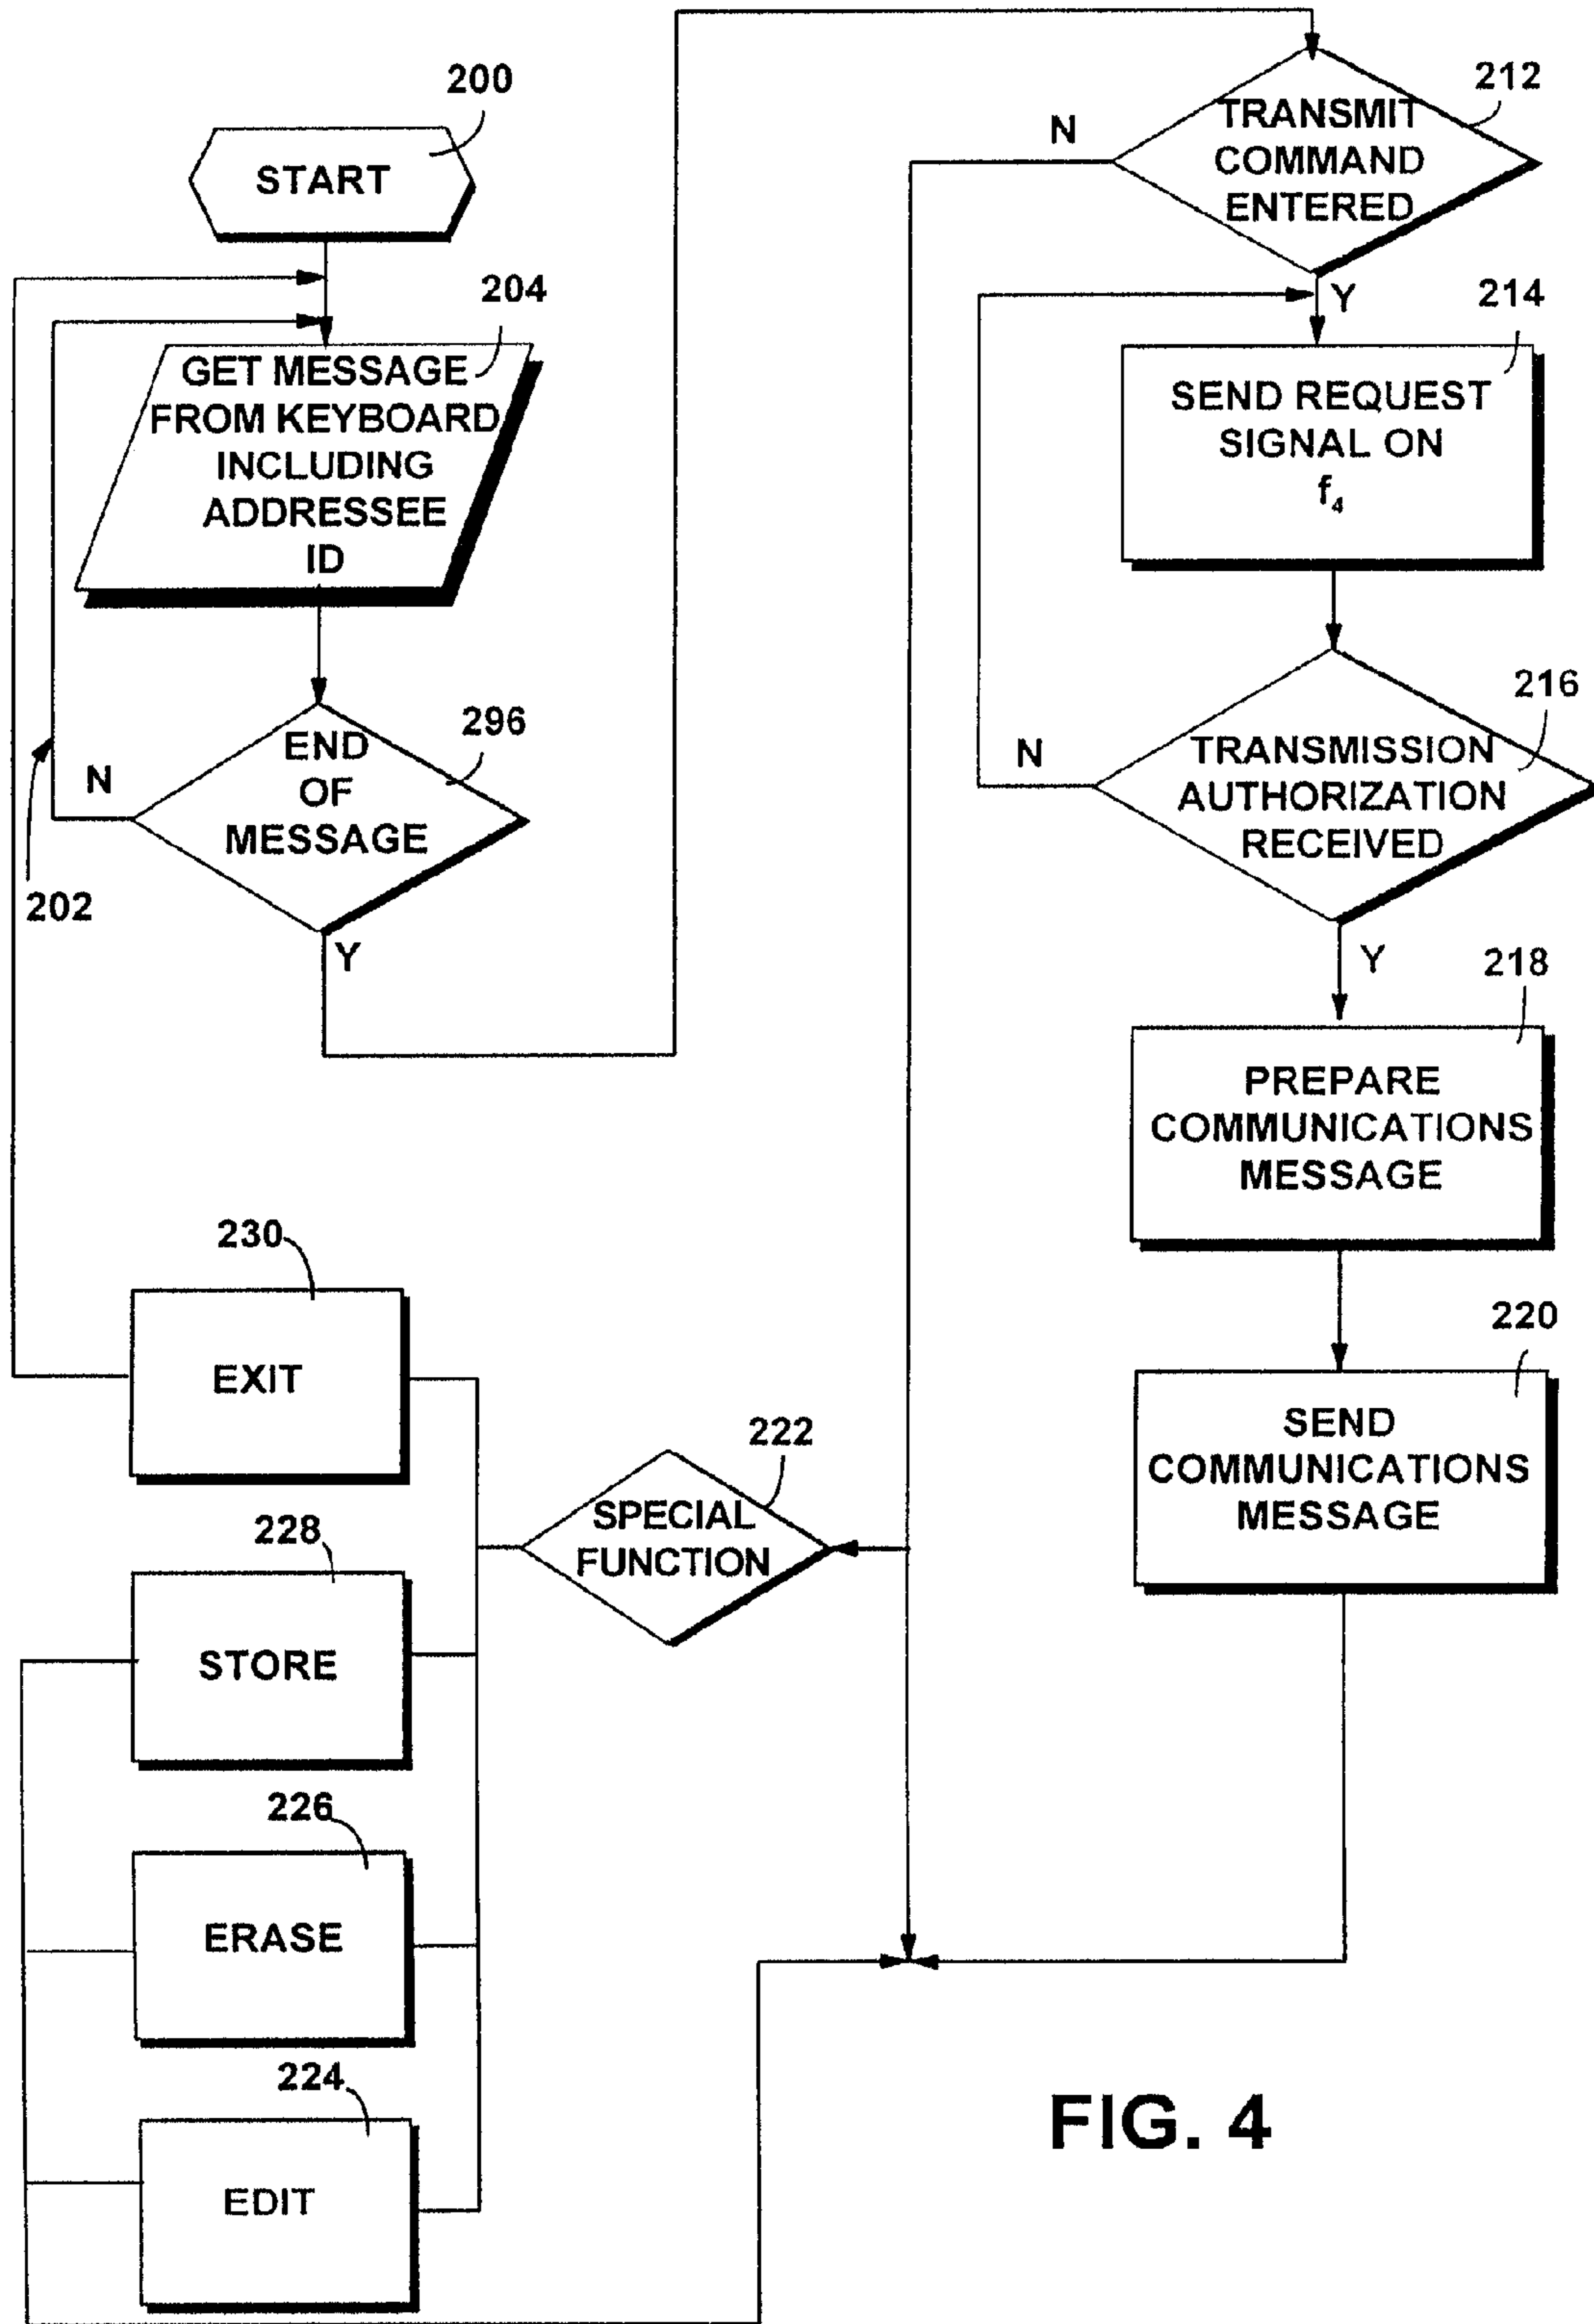 200
START
204
GET MESSAGE
FROM KEYBOARD
INCLUDING
ADDRESSEE
ID
296
END
OF
MESSAGE
N
202
Y
212
TRANSMIT
COMMAND
ENTERED
N
Y
214
SEND REQUEST
SIGNAL ON
f₄
216
TRANSMISSION
AUTHORIZATION
RECEIVED
N
Y
218
PREPARE
COMMUNICATIONS
MESSAGE
220
SEND
COMMUNICATIONS
MESSAGE
222
SPECIAL
FUNCTION
230
EXIT
228
STORE
226
ERASE
224
EDIT
FIG. 4